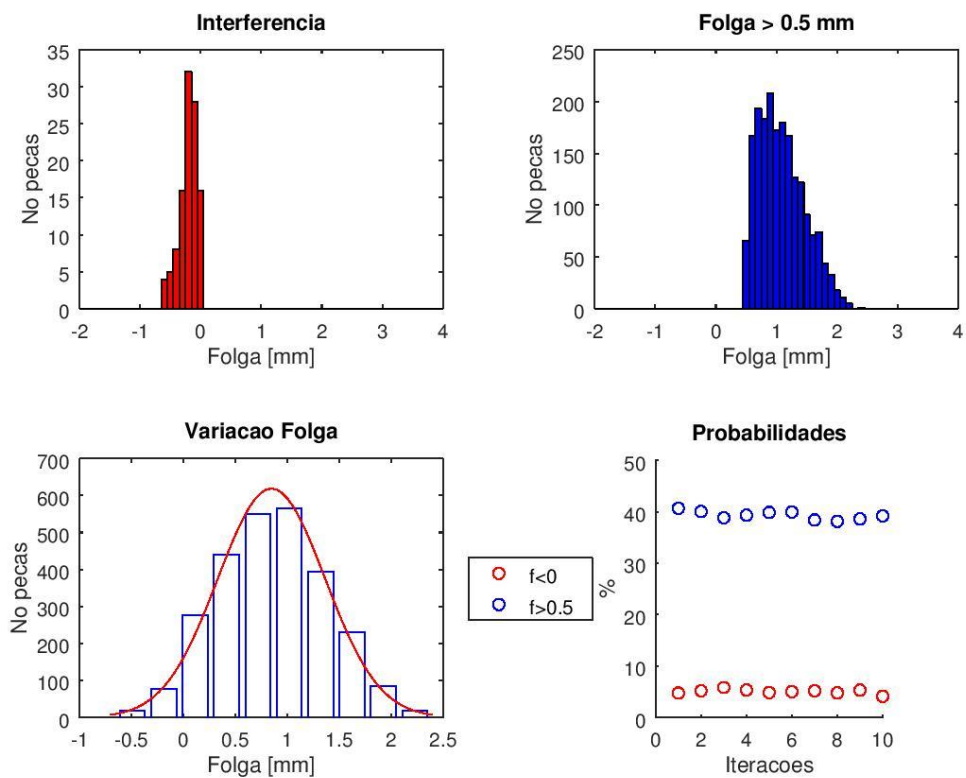 Interferencia
35
30
25
20
15
10
5
0
No pecas
-2 -1 0 1 2 3 4
Folga [mm]
Folga > 0.5 mm
250
200
150
100
50
0
No pecas
-2 -1 0 1 2 3 4
Folga [mm]
Variacao Folga
700
600
500
400
300
200
100
0
No pecas
-1 -0.5 0 0.5 1 1.5 2 2.5
Folga [mm]
f<0
f>0.5
Probabilidades
50
40
30
20
10
0
%
0 2 4 6 8 10
Iteracoes